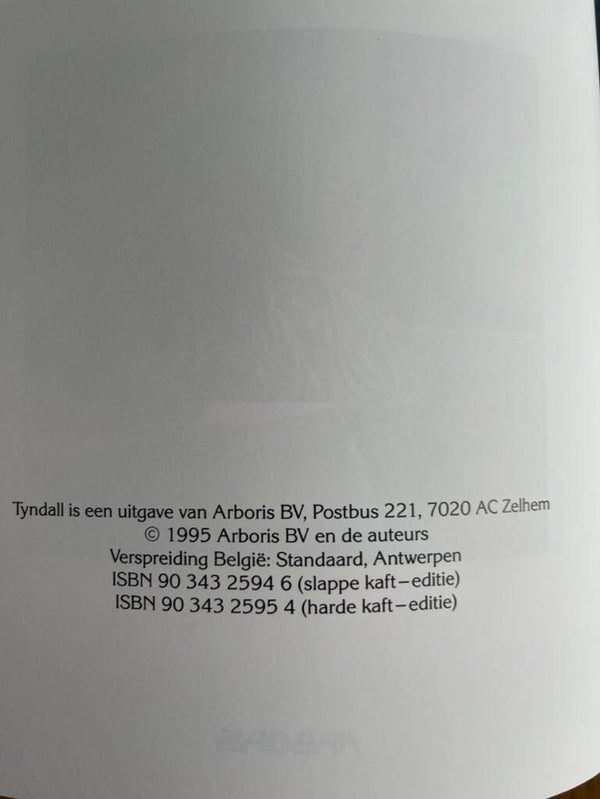 Tyndall is een uitgave van Arboris BV, Postbus 221, 7020 AC Zelhem
© 1995 Arboris BV en de auteurs
Verspreiding België: Standaard, Antwerpen
ISBN 90 343 2594 6 (slappe kaft–editie)
ISBN 90 343 2595 4 (harde kaft–editie)
ARBORIS